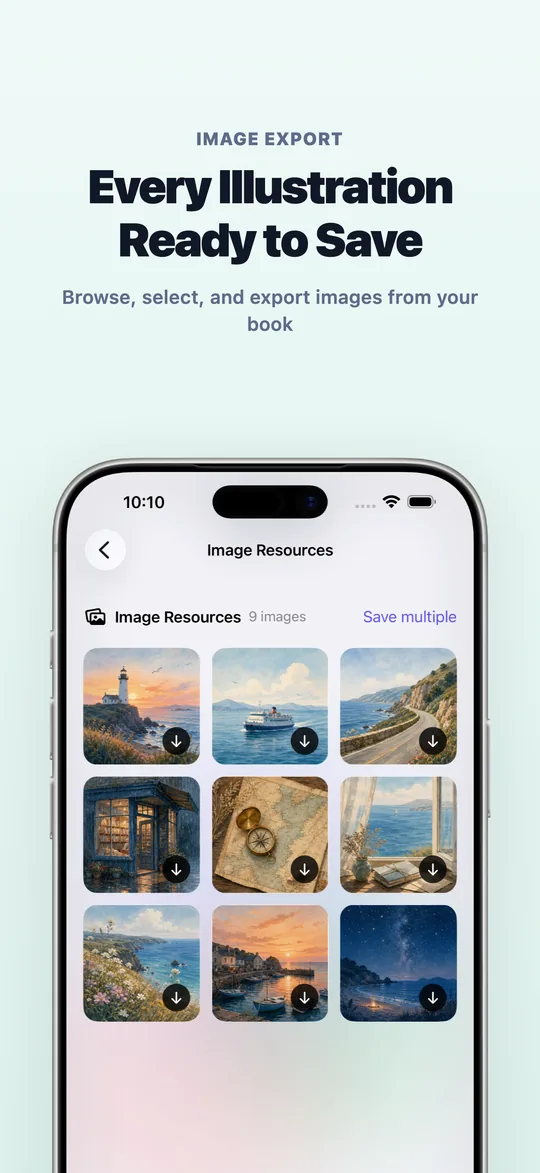 IMAGE EXPORT
Every Illustration
Ready to Save
Browse, select, and export images from your
book
10:10
Image Resources
Image Resources 9 images Save multiple